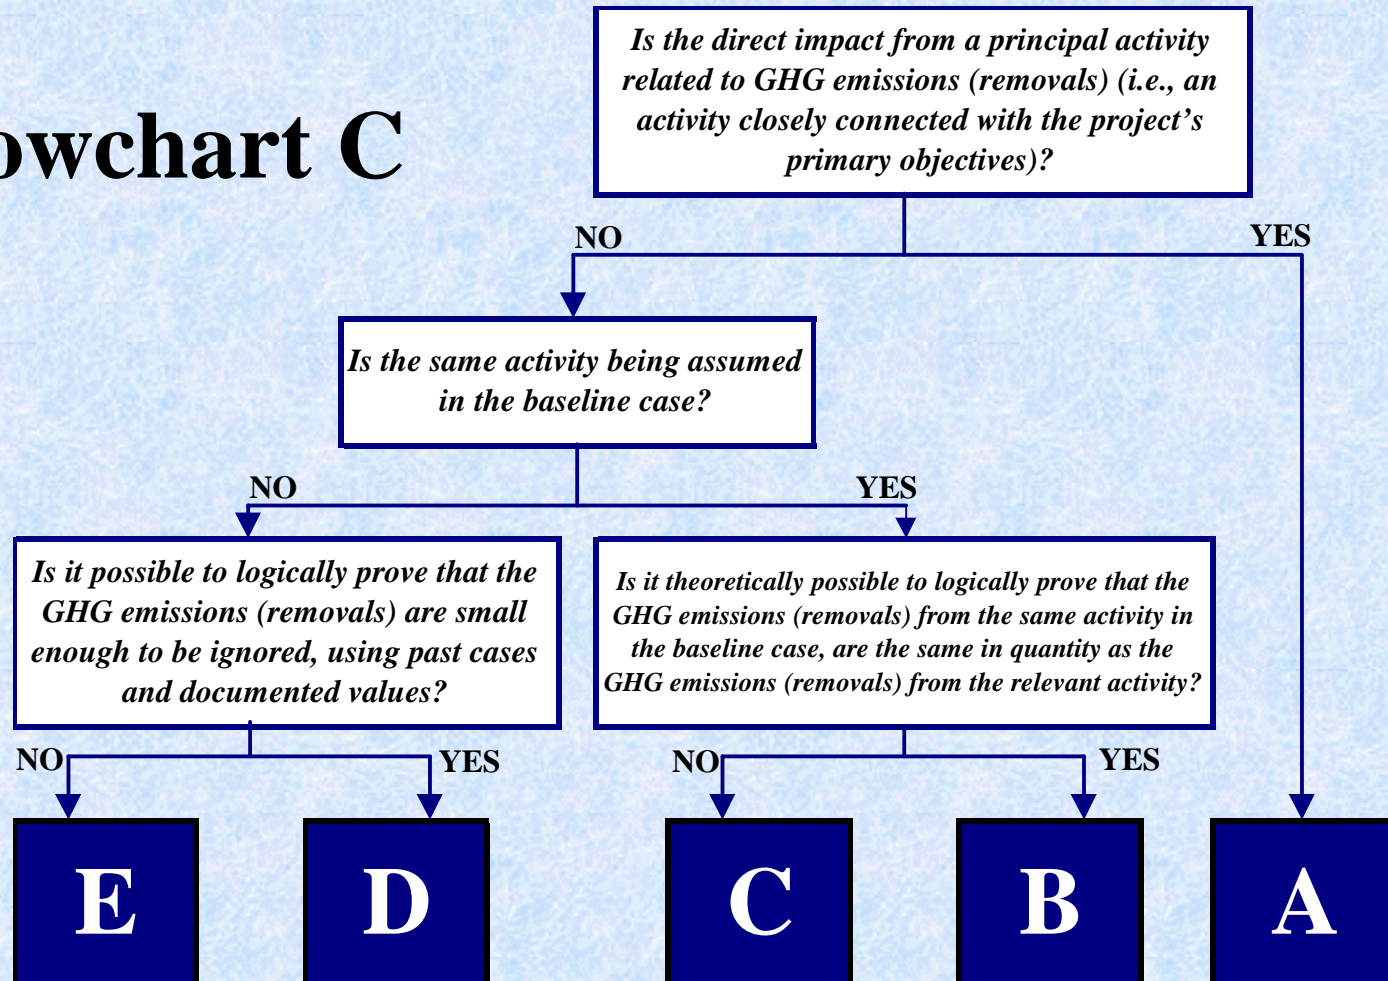 Is the direct impact from a principal activity
related to GHG emissions (removals) (i.e., an
activity closely connected with the project's
primary objectives)?
owchart C
NO
YES
Is the same activity being assumed
in the baseline case?
NO
YES
Is it possible to logically prove that the
GHG emissions (removals) are small
enough to be ignored, using past cases
and documented values?
Is it theoretically possible to logically prove that the
GHG emissions (removals) from the same activity in
the baseline case, are the same in quantity as the
GHG emissions (removals) from the relevant activity?
NO
YES
NO
YES
E
D
C
B
A